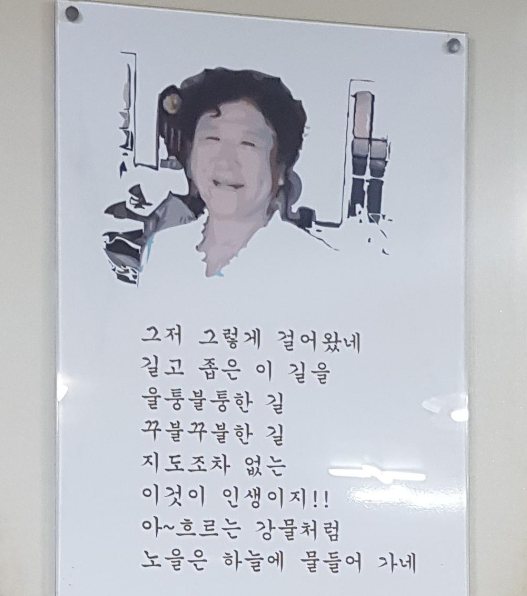 그저 그렇게 걸어왔네
길고 좁은 이 길을
울퉁불퉁한 길
꾸불꾸불한 길
지도조차 없는
이것이 인생이지!!
아~흐르는 강물처럼
노을은 하늘에 물들어 가네